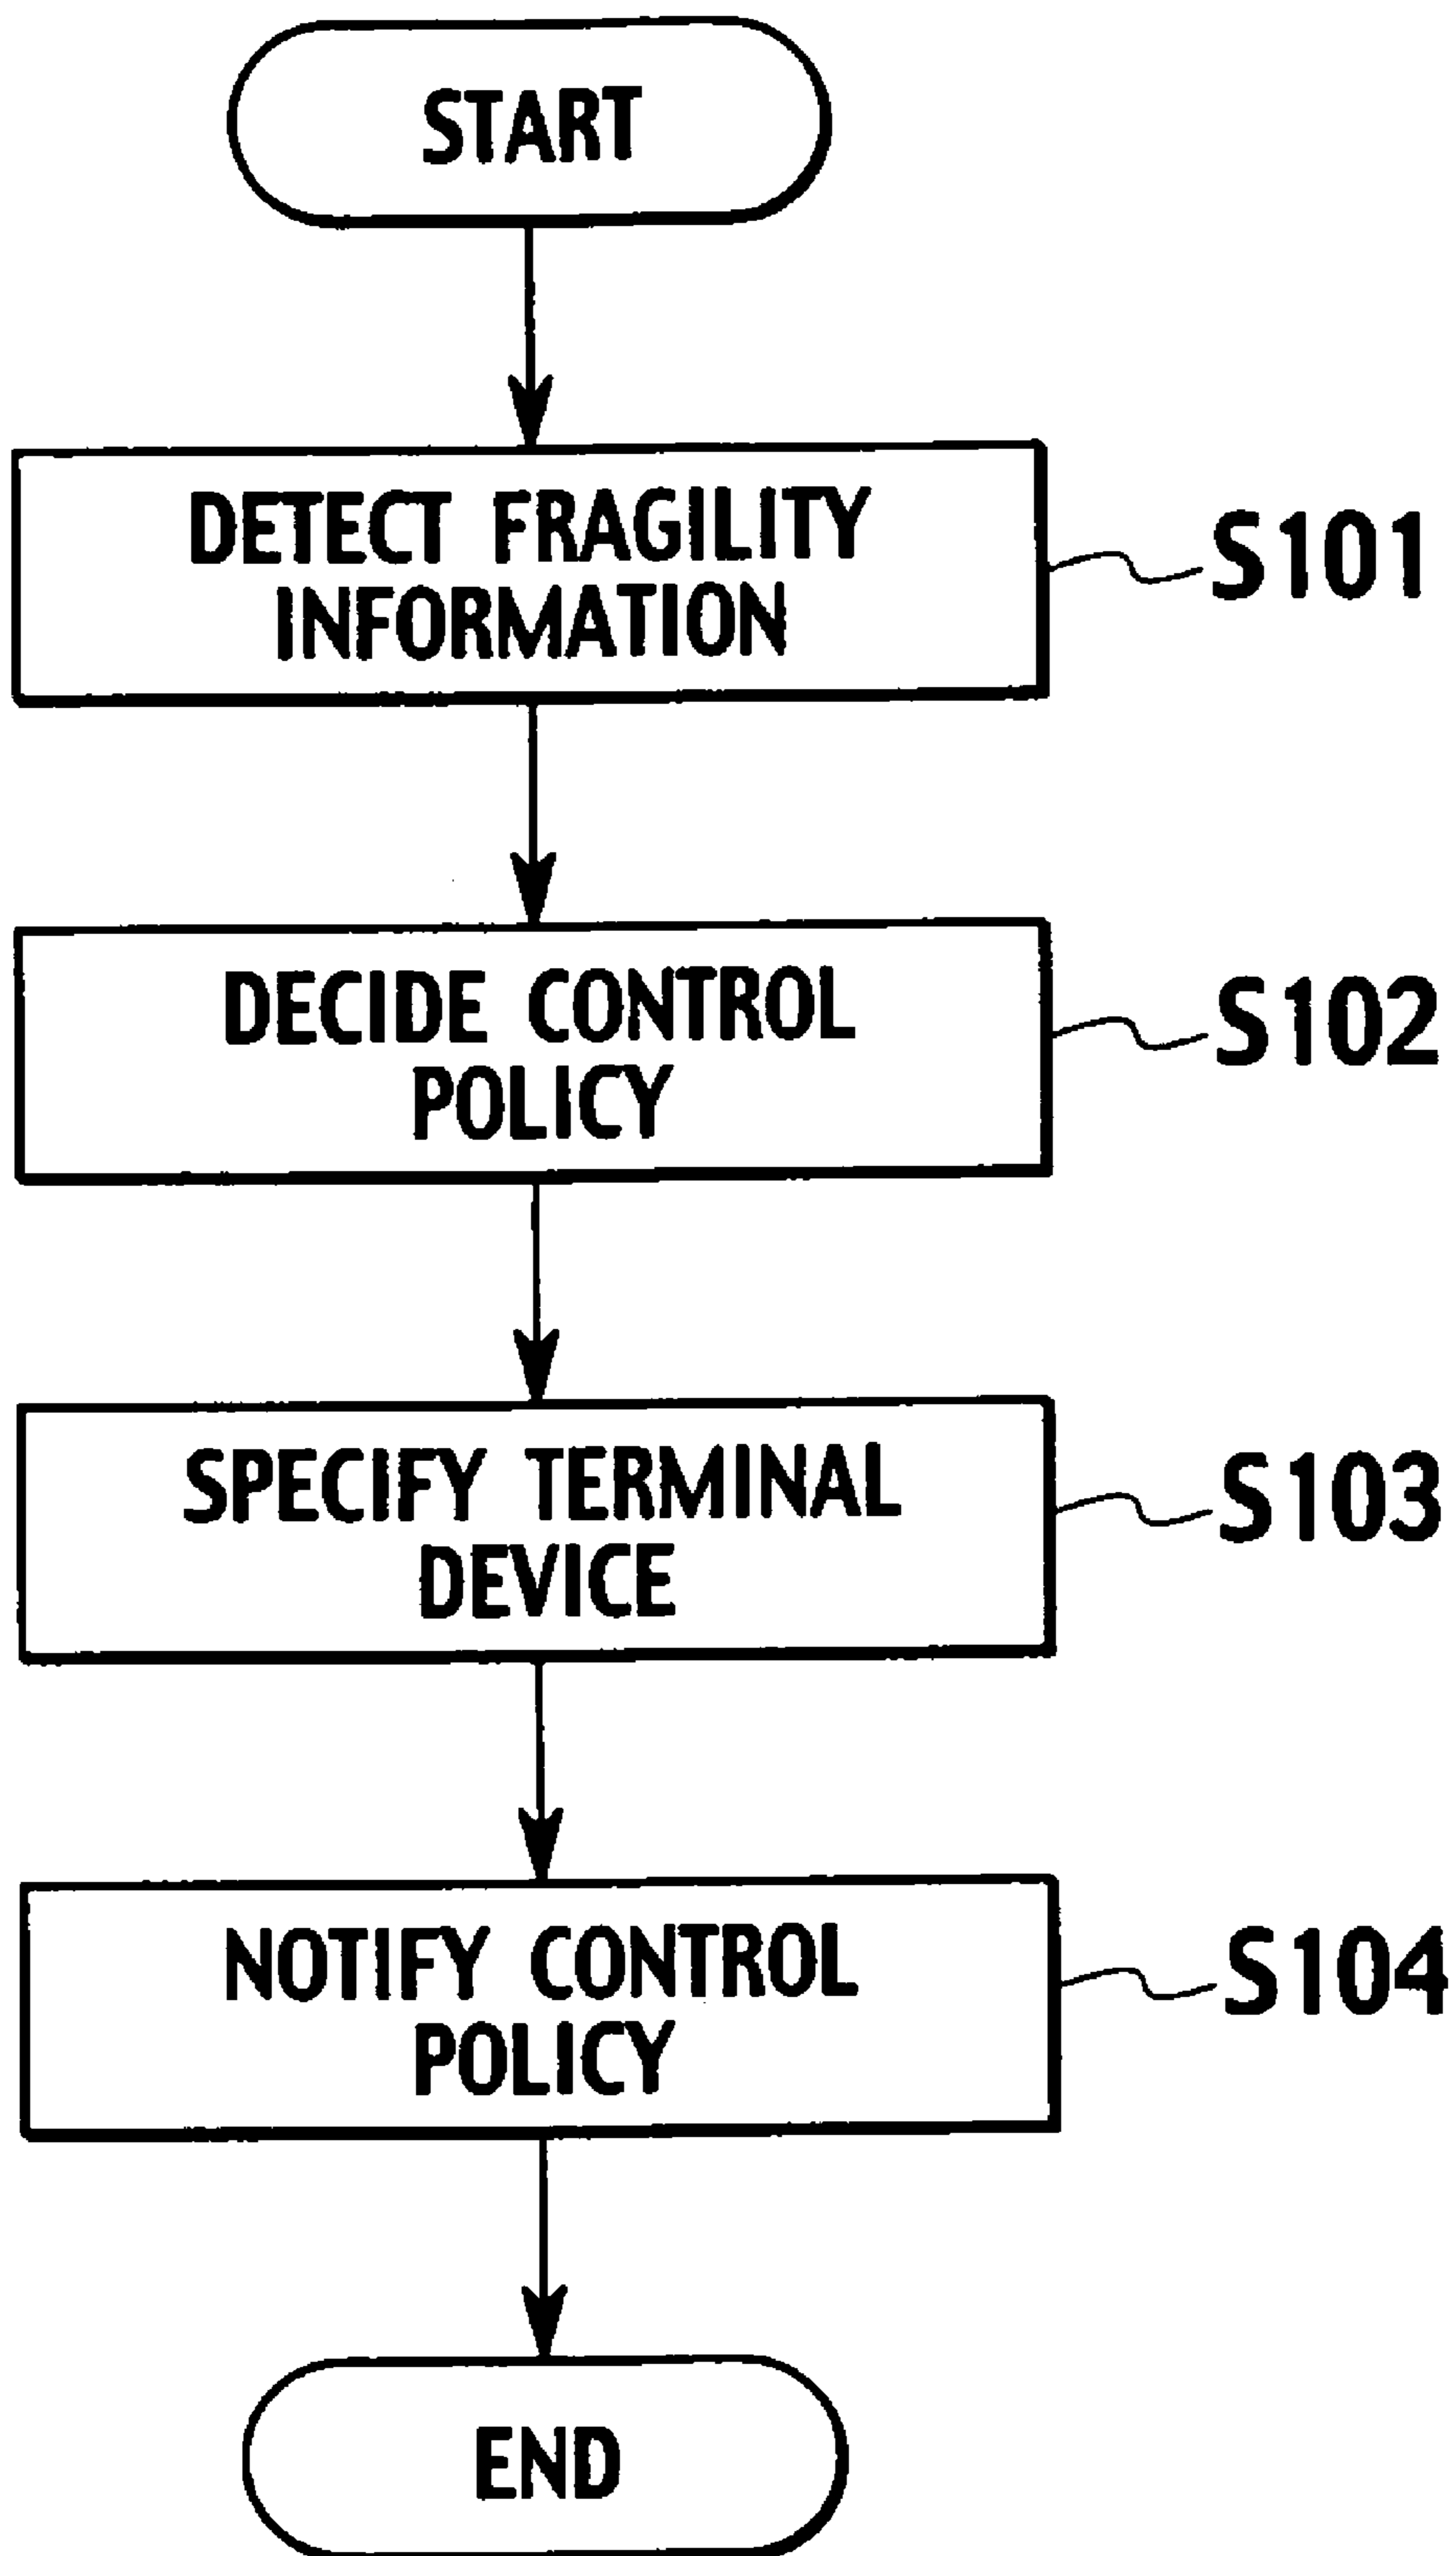 START
DETECT FRAGILITY
INFORMATION
S101
DECIDE CONTROL
POLICY
S102
SPECIFY TERMINAL
DEVICE
S103
NOTIFY CONTROL
POLICY
S104
END